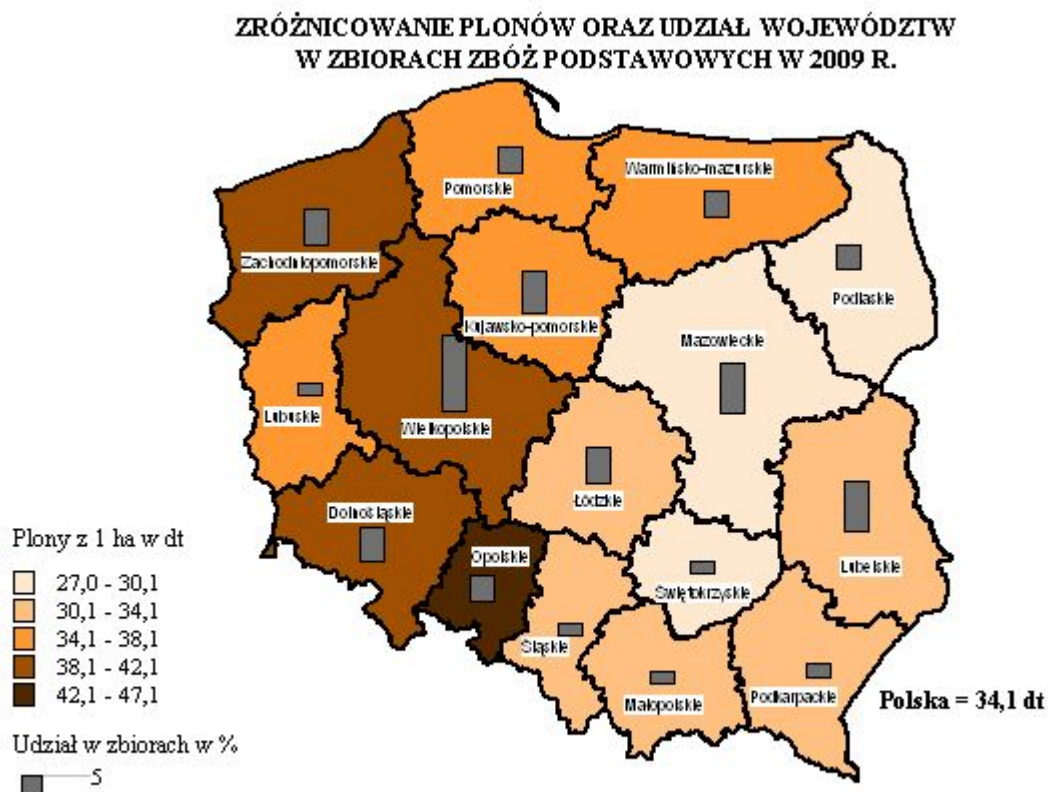 ZRÓŻNICOWANIE PLONÓW ORAZ UDZIAŁ WOJEWÓDZTW
W ZBIORACH ZBÓŻ PODSTAWOWYCH W 2009 R.
Pomorskie
Warmińsko-mazurskie
Zachodniopomorskie
Podlaskie
Kujawsko-pomorskie
Mazowieckie
Lubuskie
Wielkopolskie
Łódzkie
Dolnośląskie
Opolskie
Lubelskie
Świętokrzyskie
Śląskie
Małopolskie
Podkarpackie
Polska = 34,1 dt
Plony z 1 ha w dt
27,0 - 30,1
30,1 - 34,1
34,1 - 38,1
38,1 - 42,1
42,1 - 47,1
Udział w zbiorach w %
5